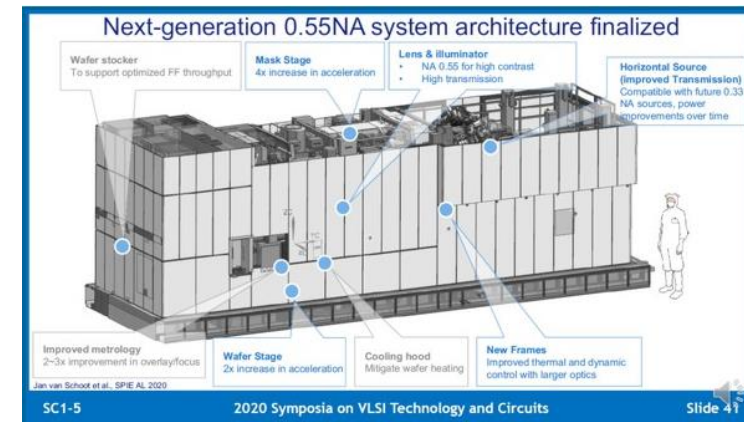 Next-generation 0.55NA system architecture finalized
Wafer stocker
To support optimized FF throughput
Mask Stage
4x increase in acceleration
Lens & illuminator
• NA 0.55 for high contrast
• High transmission
Horizontal Source
(improved Transmission)
Compatible with future 0.33
NA sources, power
improvements over time
Improved metrology
2~3x improvement in overlay/focus
Wafer Stage
2x increase in acceleration
Cooling hood
Mitigate wafer heating
New Frames
Improved thermal and dynamic
control with larger optics
Jan van Schoot et al., SPIE AL 2020
SC1-5
2020 Symposia on VLSI Technology and Circuits
Slide 41